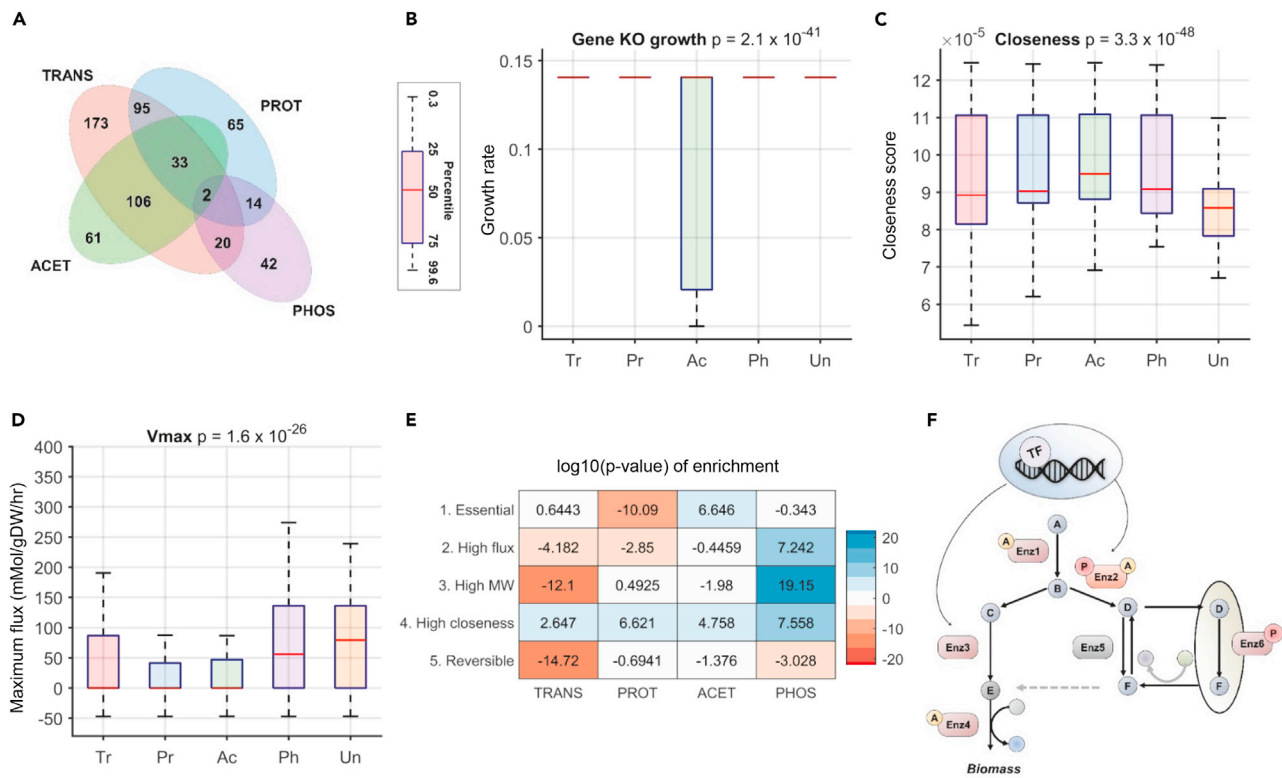 A
TRANS
PROT
ACET
PHOS
173
95
65
33
106
2
14
61
20
42
0.3
25
50
75
99.6
Percentile
B
Gene KO growth p = 2.1 x 10-41
Growth rate
0.15
0.1
0.05
0
Tr Pr Ac Ph Un
C
×10-5
Closeness p = 3.3 x 10-48
Closeness score
12
11
10
9
8
7
6
5
Tr Pr Ac Ph Un
D
Vmax p = 1.6 x 10-26
Maximum flux (mMol/gDW/hr)
400
350
300
250
200
150
100
50
0
-50
Tr Pr Ac Ph Un
E
log10(p-value) of enrichment
1. Essential 0.6443 -10.09 6.646 -0.343
2. High flux -4.182 -2.85 -0.4459 7.242
3. High MW -12.1 0.4925 -1.98 19.15
4. High closeness 2.647 6.621 4.758 7.558
5. Reversible -14.72 -0.6941 -1.376 -3.028
TRANS PROT ACET PHOS
20
10
0
-10
-20
F
TF
A
A Enz1
P Enz2 A
B
C
D
D
Enz3
Enz5
Enz6 P
E
F
F
A Enz4
Biomass